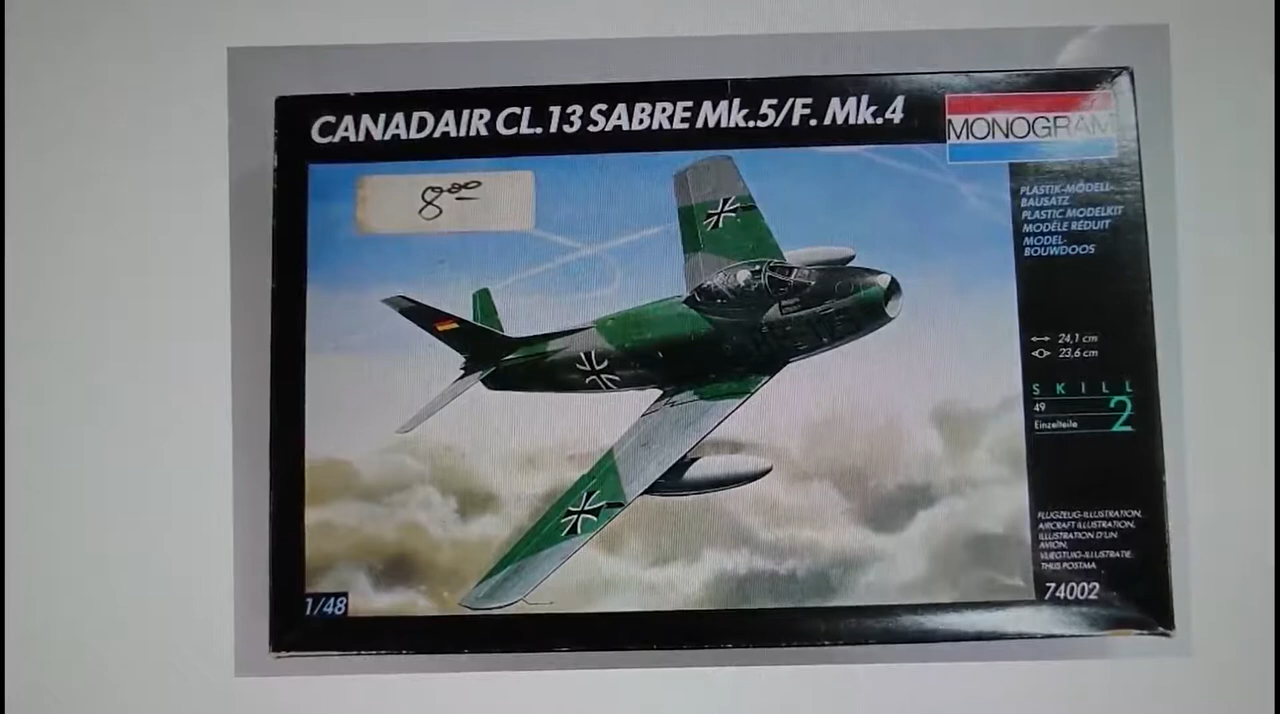 CANADAIR CL.13 SABRE Mk.5/F. Mk.4
MONOGRAM
8.00
PLASTIK-MODELL-
BAUSATZ
PLASTIC MODELKIT
MODÈLE RÉDUIT
MODEL-
BOUWDOOS
24,1 cm
23,6 cm
SKILL
49
2
Einzelteile
FLUGZEUG-ILLUSTRATION,
AIRCRAFT ILLUSTRATION,
ILLUSTRATION D'UN
AVION,
VLIEGTUIG-ILLUSTRATIE:
THIJS POSTMA
74002
1/48